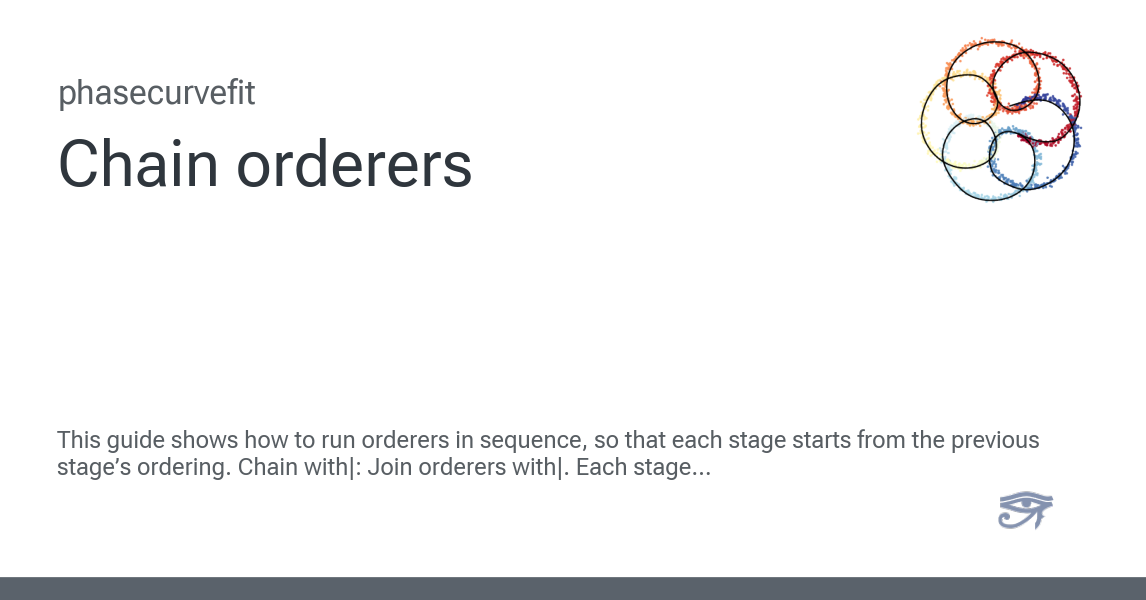 phasecurvefit
Chain orderers
This guide shows how to run orderers in sequence, so that each stage starts from the previous
stage’s ordering. Chain with|: Join orderers with|. Each stage...